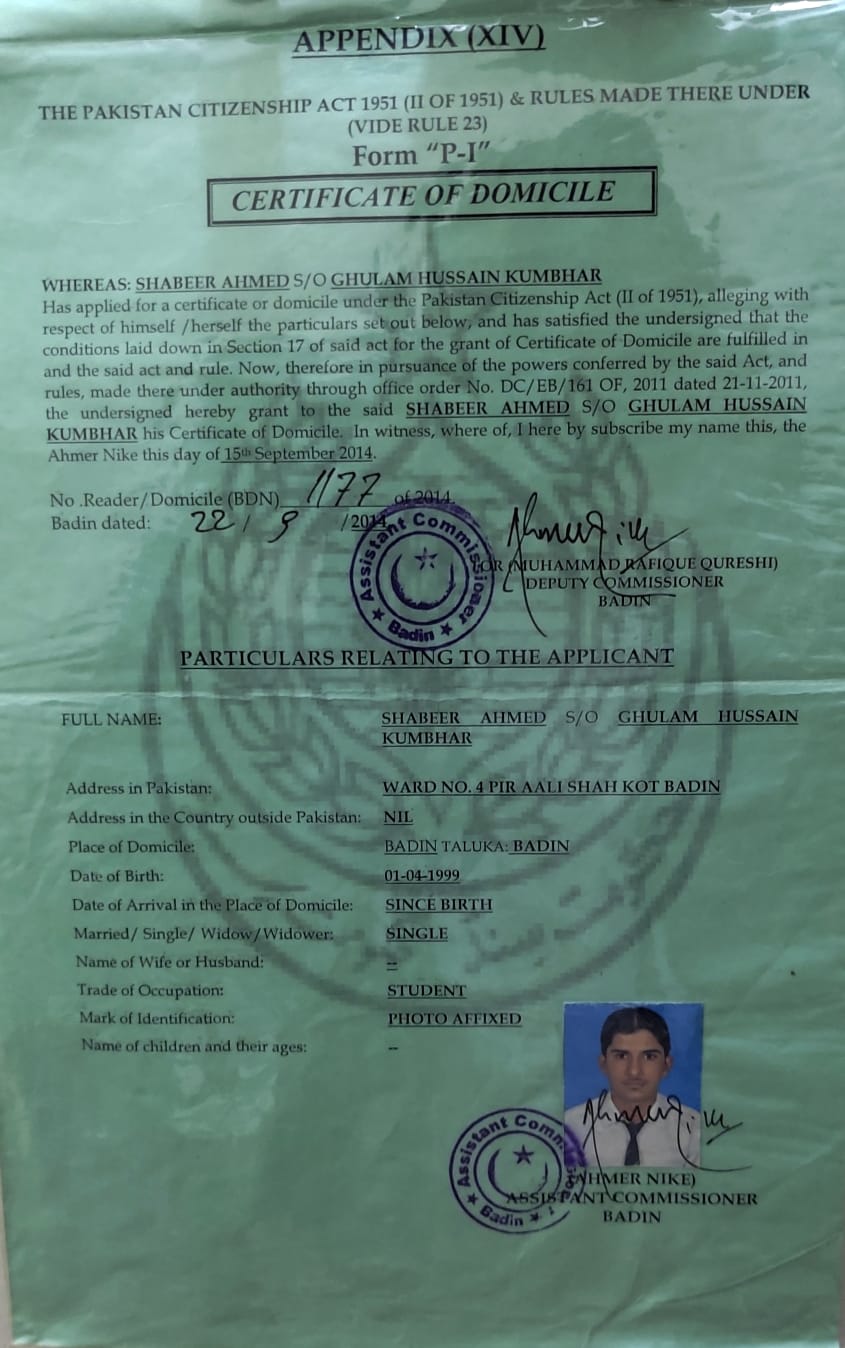 APPENDIX (XIV)
THE PAKISTAN CITIZENSHIP ACT 1951 (II OF 1951) & RULES MADE THERE UNDER
(VIDE RULE 23)
Form "P-I"
CERTIFICATE OF DOMICILE
WHEREAS: SHABEER AHMED S/O GHULAM HUSSAIN KUMBHAR
Has applied for a certificate or domicile under the Pakistan Citizenship Act (II of 1951), alleging with
respect of himself /herself the particulars set out below, and has satisfied the undersigned that the
conditions laid down in Section 17 of said act for the grant of Certificate of Domicile are fulfilled in
and the said act and rule. Now, therefore in pursuance of the powers conferred by the said Act, and
rules, made there under authority through office order No. DC/EB/161 OF, 2011 dated 21-11-2011,
the undersigned hereby grant to the said SHABEER AHMED S/O GHULAM HUSSAIN
KUMBHAR his Certificate of Domicile. In witness, where of, I here by subscribe my name this, the
Ahmer Nike this day of 15th September 2014.
No .Reader/Domicile (BDN) 1177 of 2014
Badin dated: 22 / 9 /2014
Assistant Commissioner
Badin
FOR (MUHAMMAD RAFIQUE QURESHI)
DEPUTY COMMISSIONER
BADIN
PARTICULARS RELATING TO THE APPLICANT
FULL NAME: SHABEER AHMED S/O GHULAM HUSSAIN
KUMBHAR
Address in Pakistan: WARD NO. 4 PIR AALI SHAH KOT BADIN
Address in the Country outside Pakistan: NIL
Place of Domicile: BADIN TALUKA: BADIN
Date of Birth: 01-04-1999
Date of Arrival in the Place of Domicile: SINCE BIRTH
Married/ Single/ Widow/Widower: SINGLE
Name of Wife or Husband: --
Trade of Occupation: STUDENT
Mark of Identification: PHOTO AFFIXED
Name of children and their ages: --
Assistant Commissioner
Badin
(AHMER NIKE)
ASSISTANT COMMISSIONER
BADIN